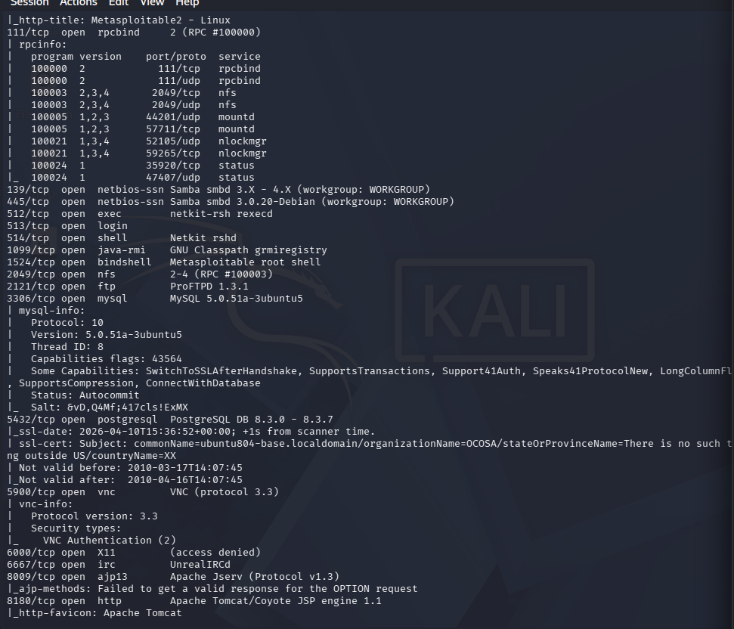 Session Actions Edit View Help
|_http-title: Metasploitable2 - Linux
111/tcp  open  rpcbind     2 (RPC #100000)
| rpcinfo:
|   program version    port/proto  service
|   100000  2            111/tcp   rpcbind
|   100000  2            111/udp   rpcbind
|   100003  2,3,4       2049/tcp   nfs
|   100003  2,3,4       2049/udp   nfs
|   100005  1,2,3      44201/udp   mountd
|   100005  1,2,3      57711/tcp   mountd
|   100021  1,3,4      52105/udp   nlockmgr
|   100021  1,3,4      59265/tcp   nlockmgr
|   100024  1          35920/tcp   status
|_  100024  1          47407/udp   status
139/tcp  open  netbios-ssn Samba smbd 3.X - 4.X (workgroup: WORKGROUP)
445/tcp  open  netbios-ssn Samba smbd 3.0.20-Debian (workgroup: WORKGROUP)
512/tcp  open  exec        netkit-rsh rexecd
513/tcp  open  login
514/tcp  open  shell       Netkit rshd
1099/tcp open  java-rmi    GNU Classpath grmiregistry
1524/tcp open  bindshell   Metasploitable root shell
2049/tcp open  nfs         2-4 (RPC #100003)
2121/tcp open  ftp         ProFTPD 1.3.1
3306/tcp open  mysql       MySQL 5.0.51a-3ubuntu5
| mysql-info:
|   Protocol: 10
|   Version: 5.0.51a-3ubuntu5
|   Thread ID: 8
|   Capabilities flags: 43564
|   Some Capabilities: SwitchToSSLAfterHandshake, SupportsTransactions, Support41Auth, Speaks41ProtocolNew, LongColumnFl
, SupportsCompression, ConnectWithDatabase
|   Status: Autocommit
|_  Salt: &vD,Q4Mf;417cls!ExMX
5432/tcp open  postgresql  PostgreSQL DB 8.3.0 - 8.3.7
|_ssl-date: 2026-04-10T15:36:52+00:00; +1s from scanner time.
| ssl-cert: Subject: commonName=ubuntu804-base.localdomain/organizationName=OCOSA/stateOrProvinceName=There is no such t
ng outside US/countryName=XX
| Not valid before: 2010-03-17T14:07:45
|_Not valid after:  2010-04-16T14:07:45
5900/tcp open  vnc         VNC (protocol 3.3)
| vnc-info:
|   Protocol version: 3.3
|   Security types:
|_    VNC Authentication (2)
6000/tcp open  X11         (access denied)
6667/tcp open  irc         UnrealIRCd
8009/tcp open  ajp13       Apache Jserv (Protocol v1.3)
|_ajp-methods: Failed to get a valid response for the OPTION request
8180/tcp open  http        Apache Tomcat/Coyote JSP engine 1.1
|_http-favicon: Apache Tomcat
KALI